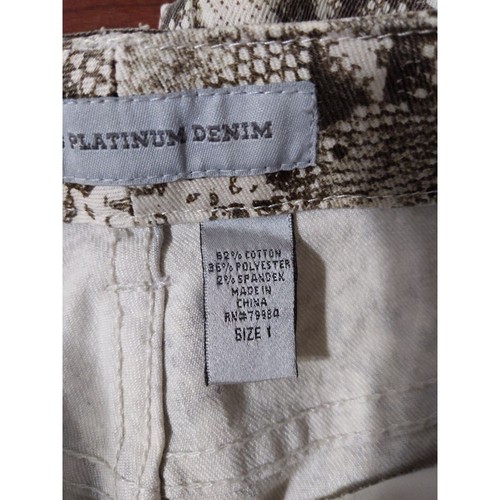 PLATINUM DENIM
62% COTTON
36% POLYESTER
2% SPANDEX
MADE IN
CHINA
RN#79984
SIZE 1